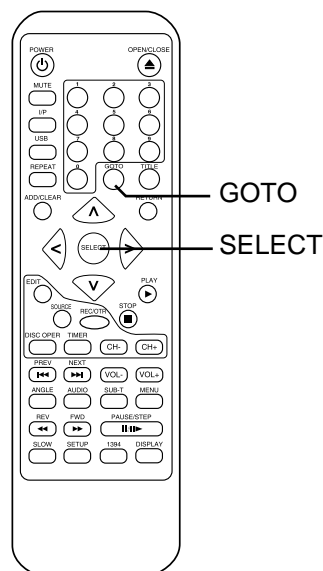 POWER OPEN/CLOSE
MUTE 1 2 3
I/P 4 5 6
USB 7 8 9
REPEAT 0 GOTO TITLE
GOTO
ADD/CLEAR RETURN
SELECT
SELECT
EDIT PLAY
SOURCE REC/OTR STOP
DISC OPER TIMER CH- CH+
PREV NEXT VOL- VOL+
ANGLE AUDIO SUB-T MENU
REV FWD PAUSE/STEP
SLOW SETUP 1394 DISPLAY